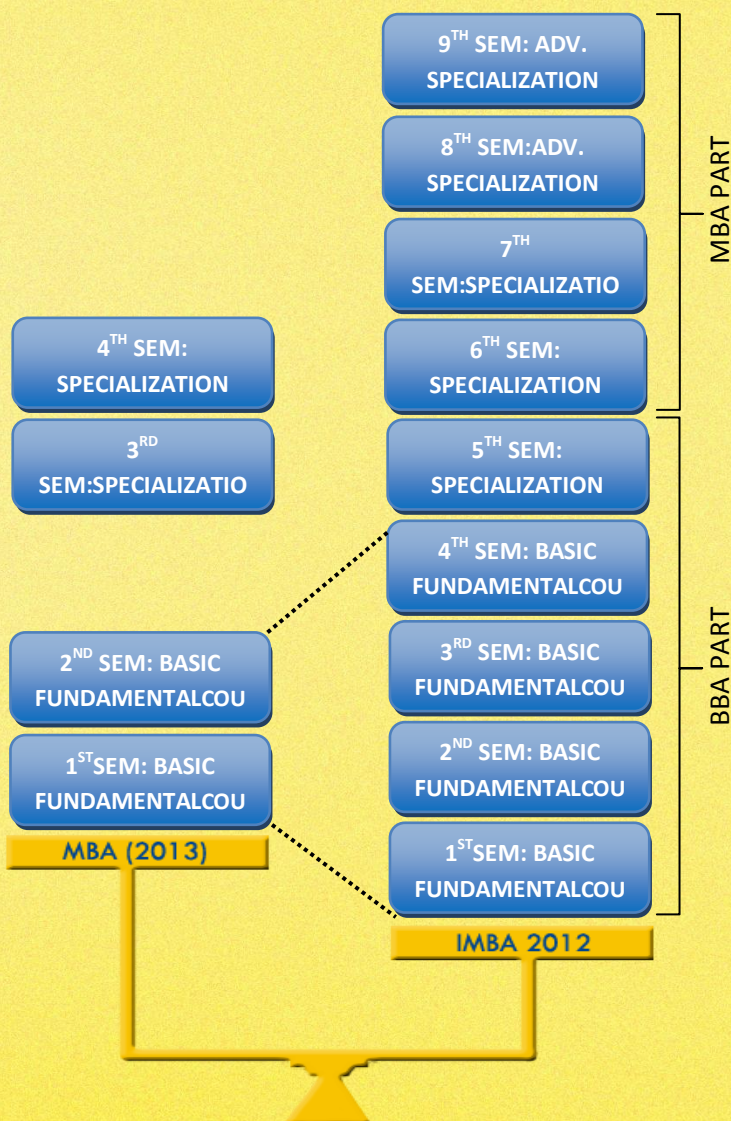 4TH SEM:
SPECIALIZATION
3RD
SEM:SPECIALIZATIO
2ND SEM: BASIC
FUNDAMENTALCOU
1STSEM: BASIC
FUNDAMENTALCOU
MBA (2013)
9TH SEM: ADV.
SPECIALIZATION
8TH SEM:ADV.
SPECIALIZATION
7TH
SEM:SPECIALIZATIO
6TH SEM:
SPECIALIZATION
5TH SEM:
SPECIALIZATION
4TH SEM: BASIC
FUNDAMENTALCOU
3RD SEM: BASIC
FUNDAMENTALCOU
2ND SEM: BASIC
FUNDAMENTALCOU
1STSEM: BASIC
FUNDAMENTALCOU
IMBA 2012
MBA PART
BBA PART